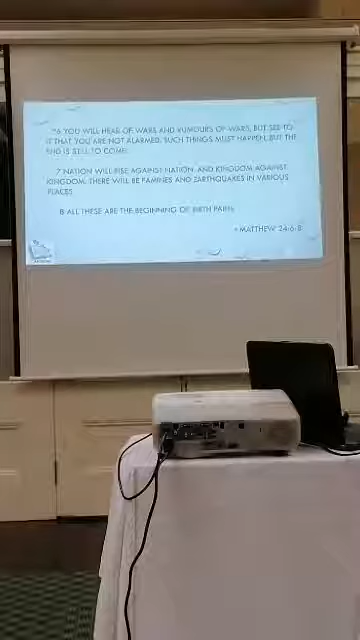 "6 YOU WILL HEAR OF WARS AND RUMOURS OF WARS, BUT SEE TO
IT THAT YOU ARE NOT ALARMED. SUCH THINGS MUST HAPPEN, BUT THE
END IS STILL TO COME.
7 NATION WILL RISE AGAINST NATION, AND KINGDOM AGAINST
KINGDOM. THERE WILL BE FAMINES AND EARTHQUAKES IN VARIOUS
PLACES.
8 ALL THESE ARE THE BEGINNING OF BIRTH PAINS.
- MATTHEW 24:6-8